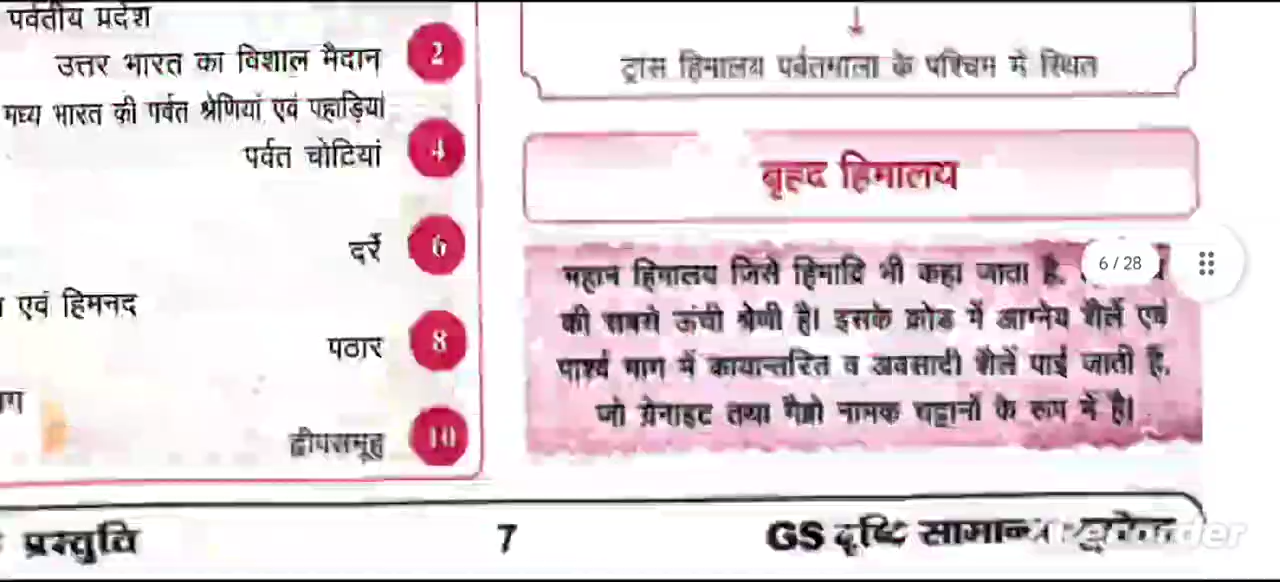 पर्वतीय प्रदेश
उत्तर भारत का विशाल मैदान 2
मध्य भारत की पर्वत श्रेणियां एवं पहाड़ियां
पर्वत चोटियां 4
दर्रे 6
एवं हिमनद
पठार 8
द्वीपसमूह 10
ट्रांस हिमालय पर्वतमाला के पश्चिम में स्थित
बृहद हिमालय
महान हिमालय जिसे हिमाद्रि भी कहा जाता है,
की सबसे ऊंची श्रेणी है। इसके क्रोड में आग्नेय शैलें एवं
पार्श्व भाग में कायान्तरित व अवसादी शैलें पाई जाती हैं,
जो ग्रेनाइट तथा गैब्रो नामक चट्टानों के रूप में है।
6 / 28
प्रस्तुति 7 GS दृष्टि सामान्य भूगोल